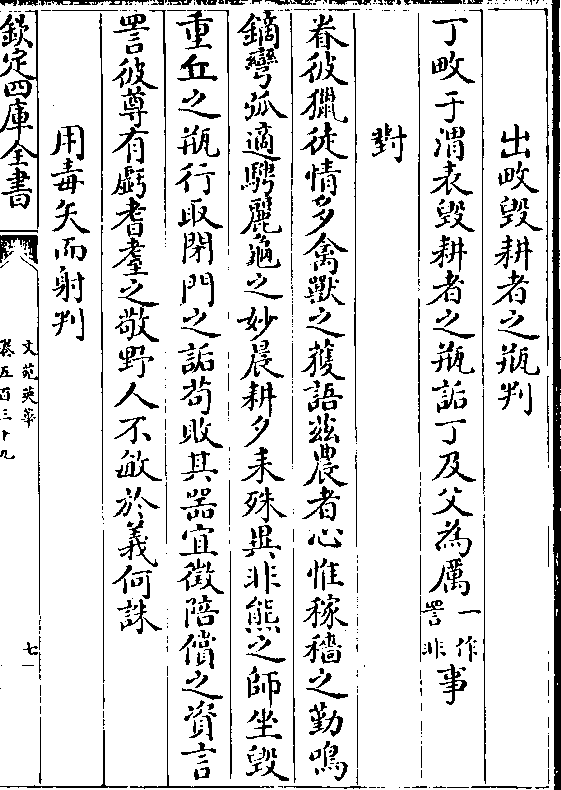 出畋毀耕者之瓶判
丁畋于渭表毀耕者之瓶詬丁及父為厲一作詈非事
對
眷彼獵徒情多禽獸之獲語兹農者心惟稼穡之勤鳴
鏑彎弧適騁麗龜之妙晨耕夕耒殊異非熊之師坐毀
重丘之瓶行取閉門之詬苟敗其器宜徵陪償之資言
詈彼尊有虧耆耋之敬野人不敏於義何誅
用毒矢而射判
欽定四庫全書
文苑英華
卷五百三十九
七